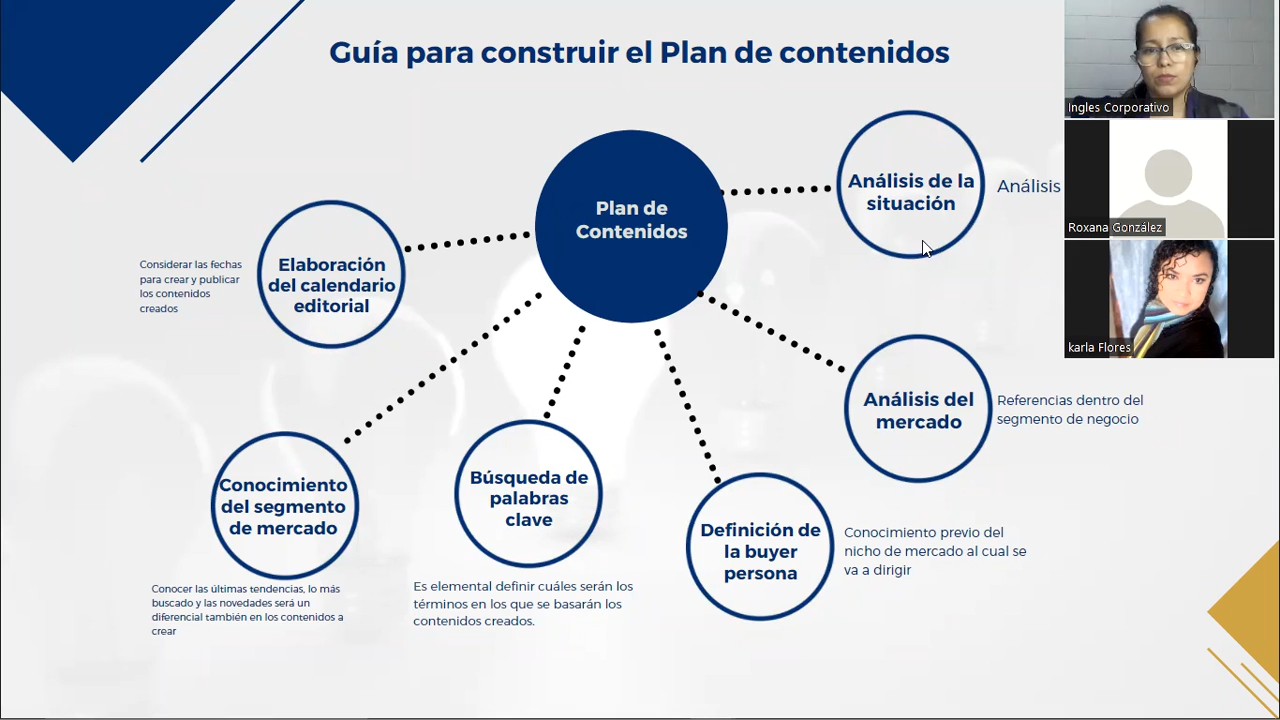 Guía para construir el Plan de contenidos
Ingles Corporativo
Roxana González
karla Flores
Plan de
Contenidos
Análisis de la
situación
Análisis
Análisis del
mercado
Referencias dentro del
segmento de negocio
Definición de
la buyer
persona
Conocimiento previo del
nicho de mercado al cual se
va a dirigir
Búsqueda de
palabras
clave
Es elemental definir cuáles serán los
términos en los que se basarán los
contenidos creados.
Conocimiento
del segmento
de mercado
Conocer las últimas tendencias, lo más
buscado y las novedades será un
diferencial también en los contenidos a
crear
Elaboración
del calendario
editorial
Considerar las fechas
para crear y publicar
los contenidos
creados